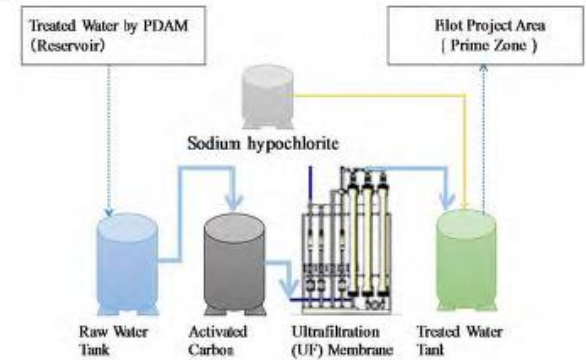 Treated Water by PDAM
(Reservoir)
Pilot Project Area
( Prime Zone )
Sodium hypochlorite
Raw Water
Tank
Activated
Carbon
Ultrafiltration
(UF) Membrane
Treated Water
Tank